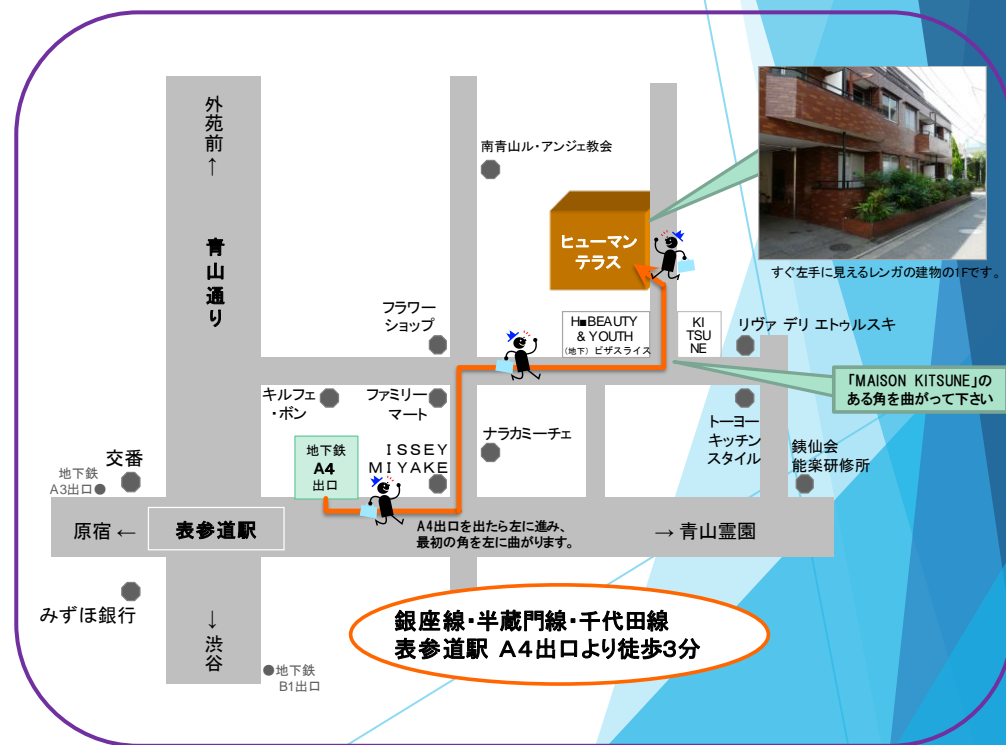 外苑前
↑
青山通り
南青山ル・アンジェ教会
ヒューマン
テラス
すぐ左手に見えるレンガの建物の1Fです。
フラワー
ショップ
H■BEAUTY
& YOUTH
(地下) ピザスライス
KI
TSU
NE
リヴァ デリ エトゥルスキ
「MAISON KITSUNE」の
ある角を曲がって下さい
キルフェ
・ボン
ファミリー
マート
トーヨー
キッチン
スタイル
ナラカミーチェ
ISSEY
MIYAKE
地下鉄
A4
出口
銕仙会
能楽研修所
交番
地下鉄
A3出口●
原宿 ←
表参道駅
A4出口を出たら左に進み、
最初の角を左に曲がります。
→ 青山霊園
みずほ銀行
↓
渋谷
●地下鉄
B1出口
銀座線・半蔵門線・千代田線
表参道駅 A4出口より徒歩3分